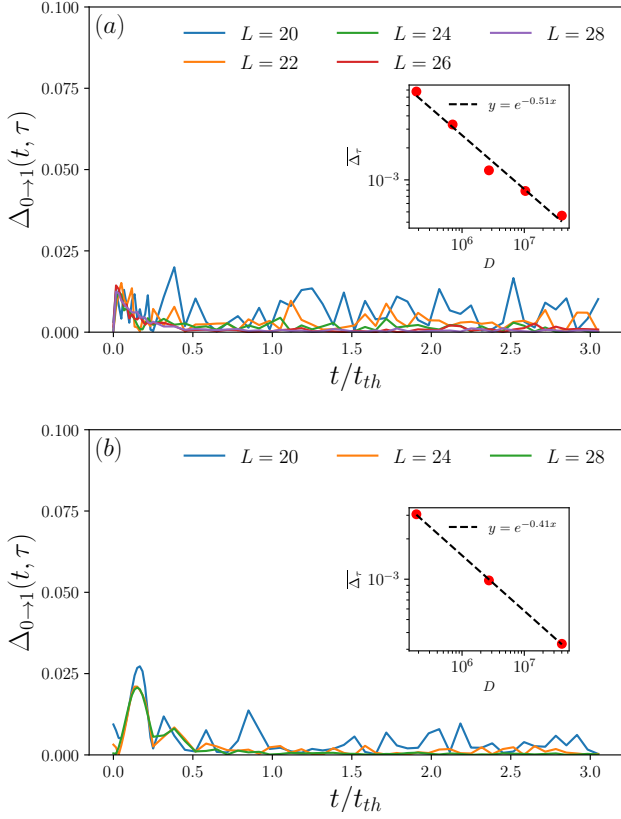 (a)
L = 20 L = 24 L = 28
L = 22 L = 26
0.100
0.075
0.050
0.025
0.000
Δ₀→₁(t, τ)
y = e^{−0.51x}
\overline{Δ_τ}
10^{−3}
10^6 10^7
D
0.0 0.5 1.0 1.5 2.0 2.5 3.0
t/t_{th}
(b)
L = 20 L = 24 L = 28
0.100
0.075
0.050
0.025
0.000
Δ₀→₁(t, τ)
y = e^{−0.41x}
\overline{Δ_τ}
10^{−3}
10^6 10^7
D
0.0 0.5 1.0 1.5 2.0 2.5 3.0
t/t_{th}